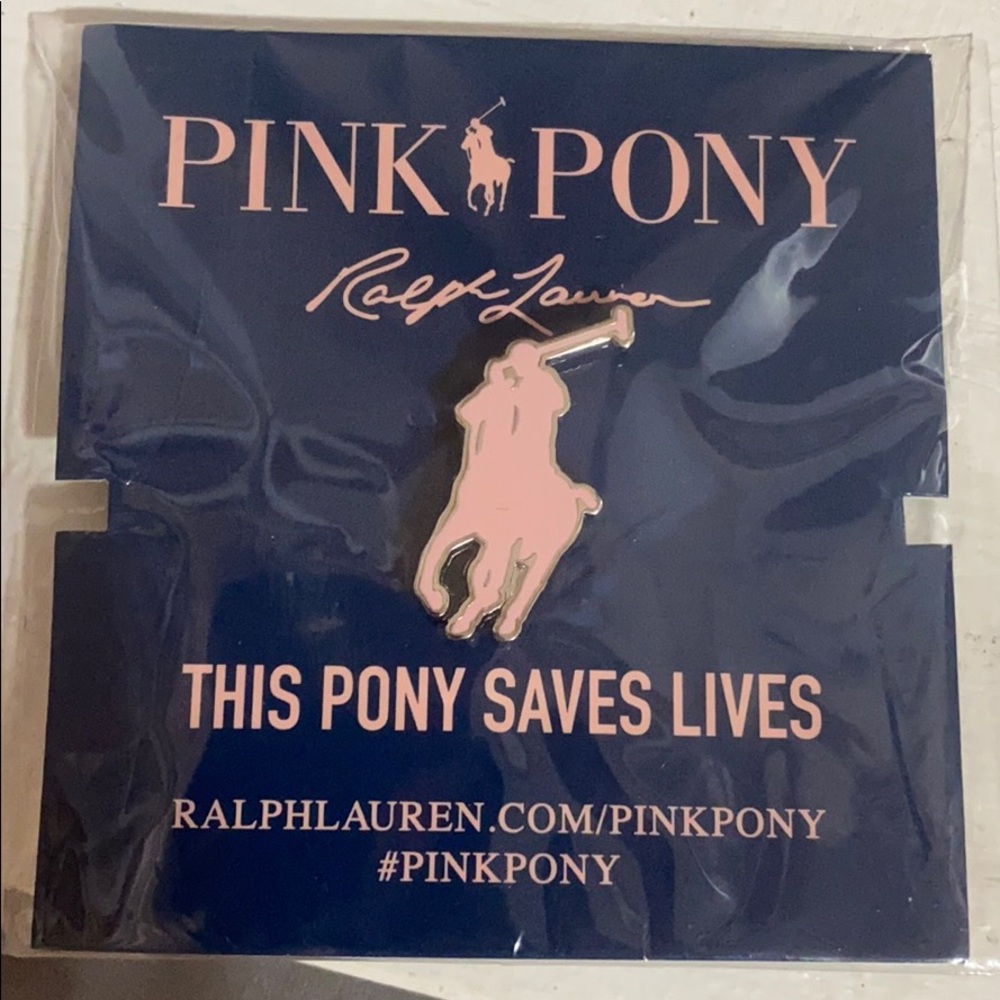 PINK PONY
Ralph Lauren
THIS PONY SAVES LIVES
RALPHLAUREN.COM/PINKPONY
#PINKPONY